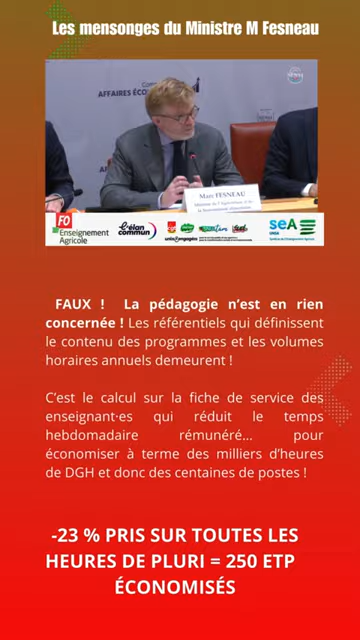 Les mensonges du Ministre M Fesneau
AFFAIRES ÉCO
Marc FESNEAU
FO
Enseignement
Agricole
l'élan
commun
seA
UNSA
FAUX ! La pédagogie n'est en rien
concernée ! Les référentiels qui définissent
le contenu des programmes et les volumes
horaires annuels demeurent !
C'est le calcul sur la fiche de service des
enseignant·es qui réduit le temps
hebdomadaire rémunéré... pour
économiser à terme des milliers d'heures
de DGH et donc des centaines de postes !
-23 % PRIS SUR TOUTES LES
HEURES DE PLURI = 250 ETP
ÉCONOMISÉS